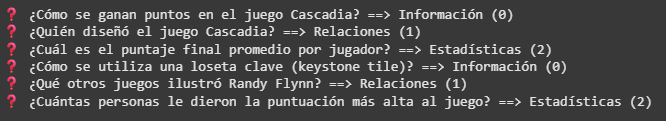 ❓ ¿Cómo se ganan puntos en el juego Cascadia? ==> Información (0)
❓ ¿Quién diseñó el juego Cascadia? ==> Relaciones (1)
❓ ¿Cuál es el puntaje final promedio por jugador? ==> Estadísticas (2)
❓ ¿Cómo se utiliza una loseta clave (keystone tile)? ==> Información (0)
❓ ¿Qué otros juegos ilustró Randy Flynn? ==> Relaciones (1)
❓ ¿Cuántas personas le dieron la puntuación más alta al juego? ==> Estadísticas (2)